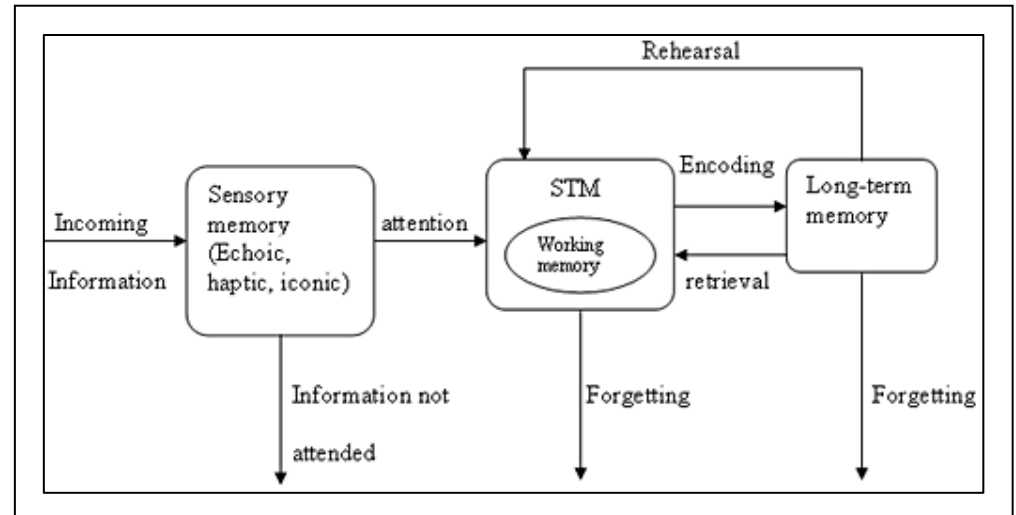 Rehearsal
Incoming
Information
Sensory
memory
(Echoic,
haptic, iconic)
attention
STM
Working
memory
Encoding
retrieval
Long-term
memory
Information not
attended
Forgetting
Forgetting